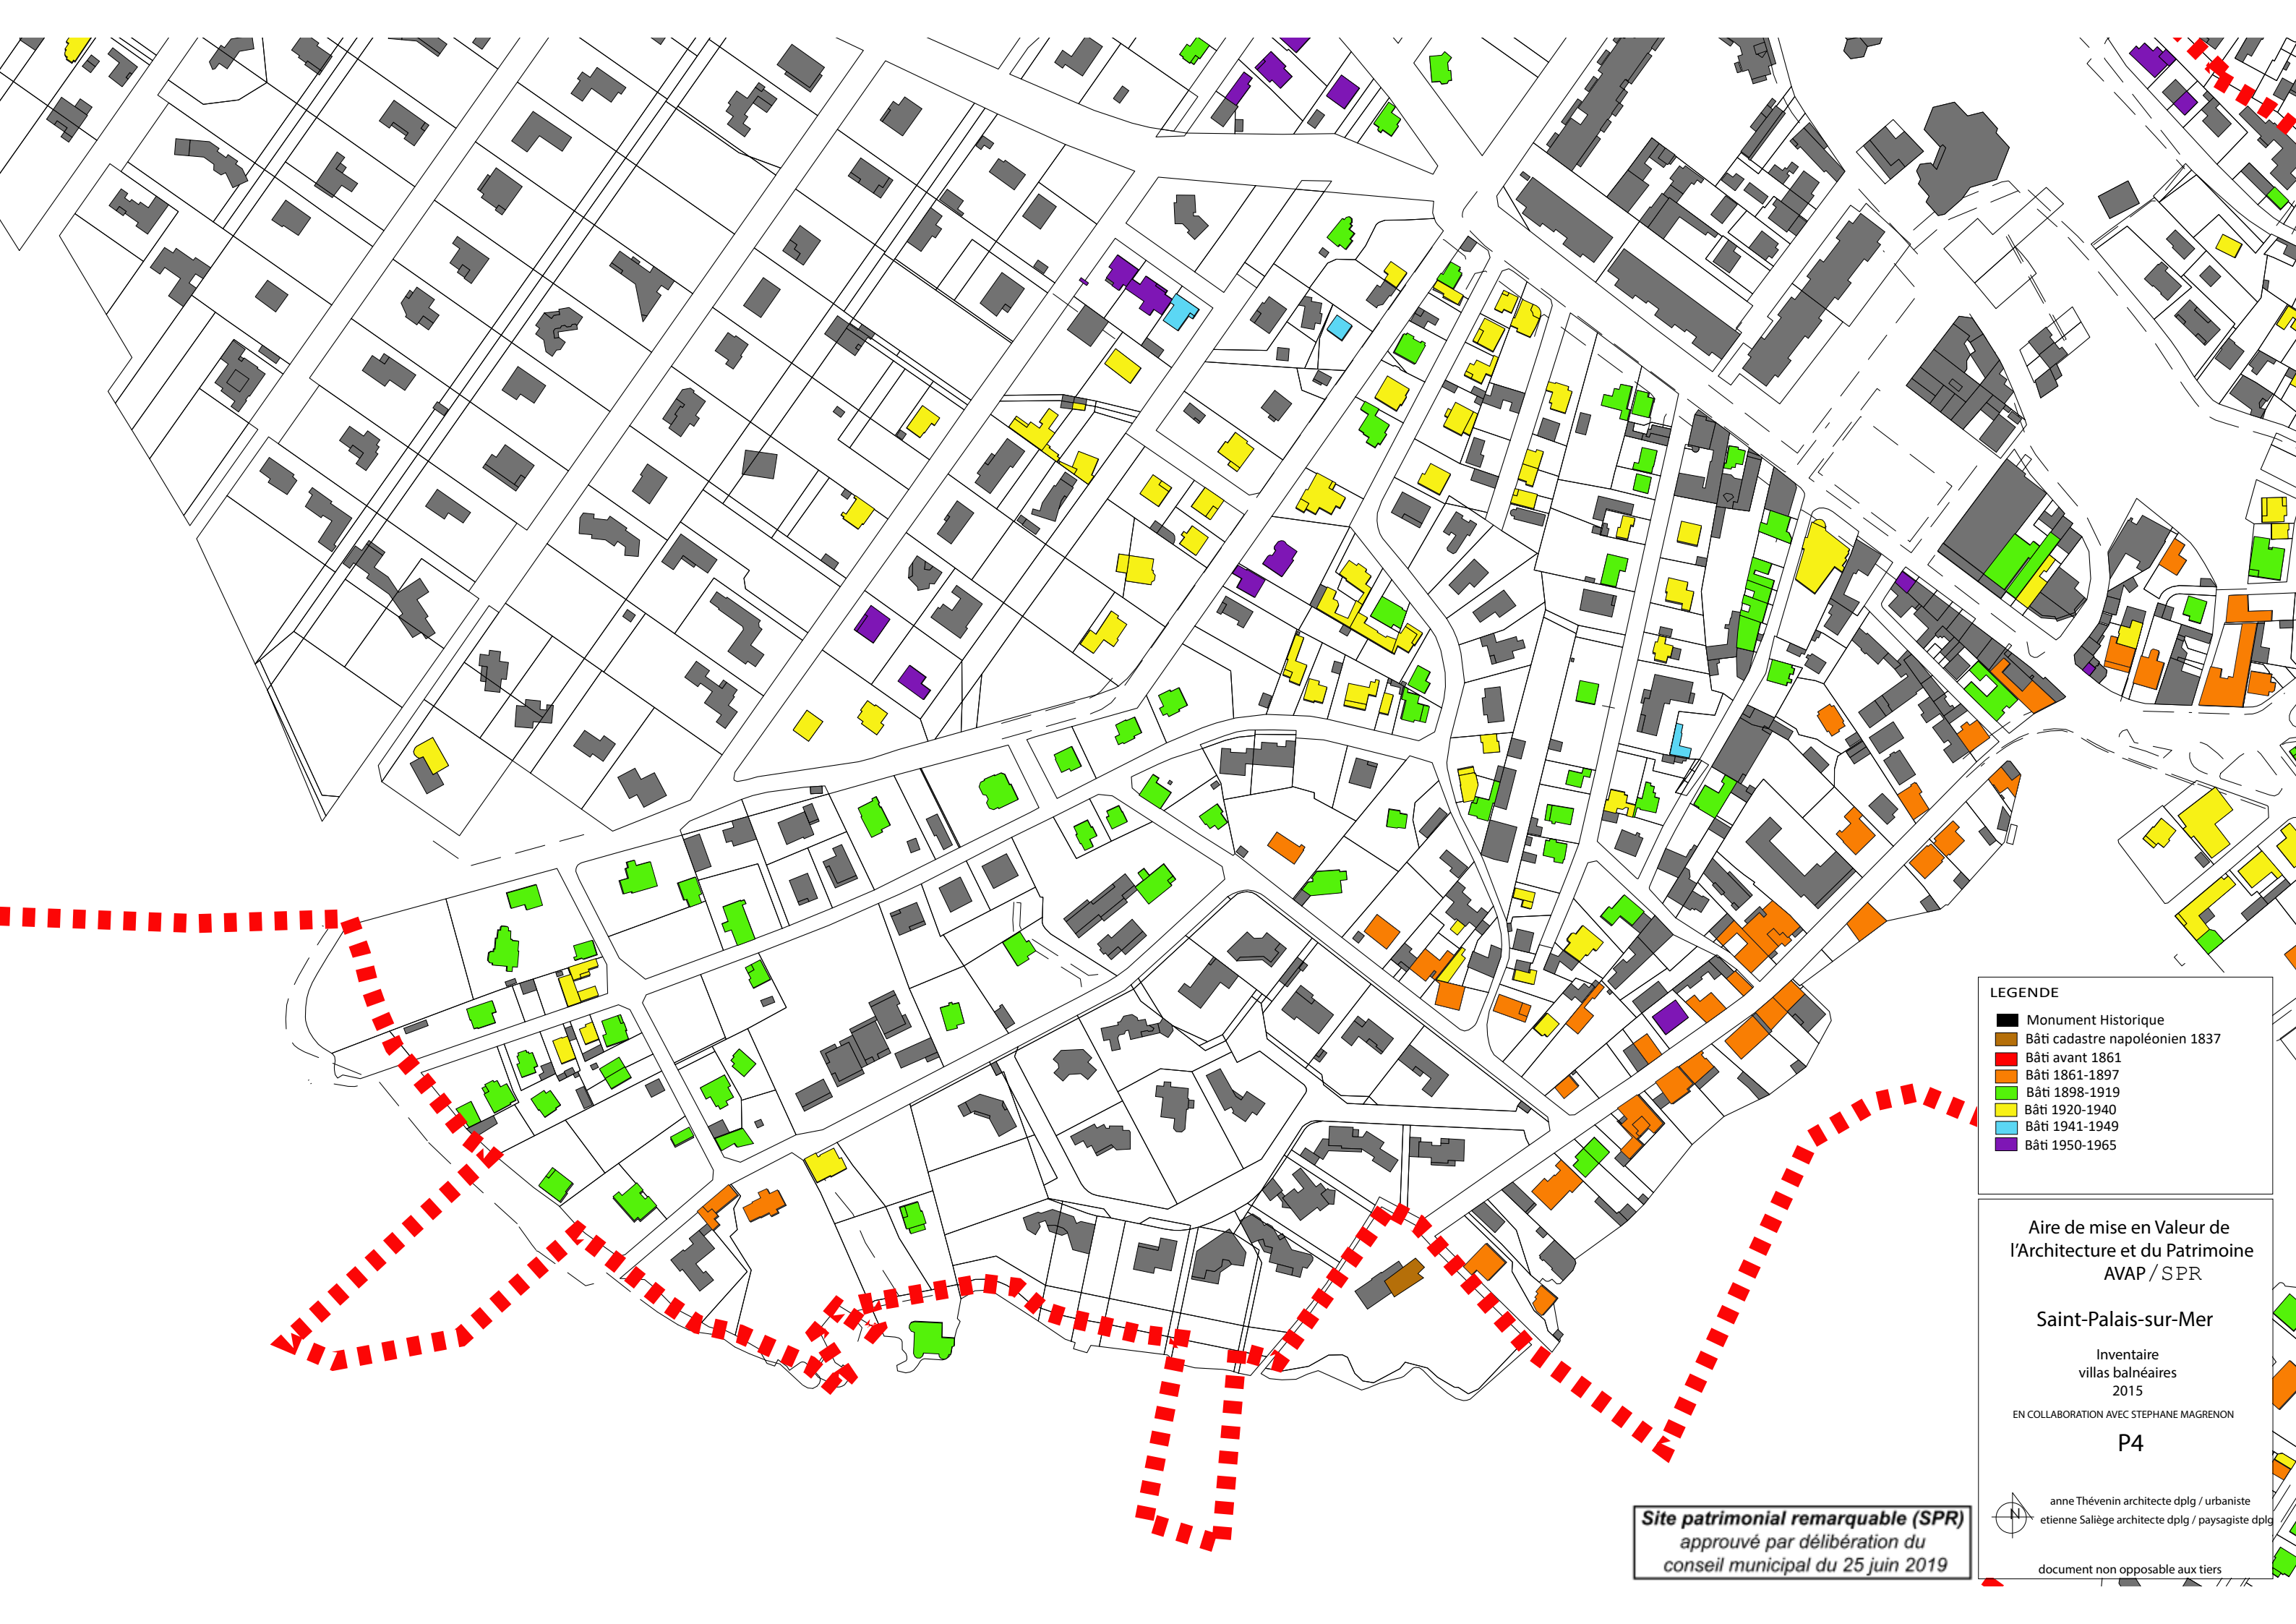 LEGENDE
Monument Historique
Bâti cadastre napoléonien 1837
Bâti avant 1861
Bâti 1861-1897
Bâti 1898-1919
Bâti 1920-1940
Bâti 1941-1949
Bâti 1950-1965
Aire de mise en Valeur de
l'Architecture et du Patrimoine
AVAP/SPR
Saint-Palais-sur-Mer
Inventaire
villas balnéaires
2015
EN COLLABORATION AVEC STEPHANE MAGRENON
P4
N
anne Thévenin architecte dplg / urbaniste
etienne Saliège architecte dplg / paysagiste dplg
document non opposable aux tiers
Site patrimonial remarquable (SPR)
approuvé par délibération du
conseil municipal du 25 juin 2019